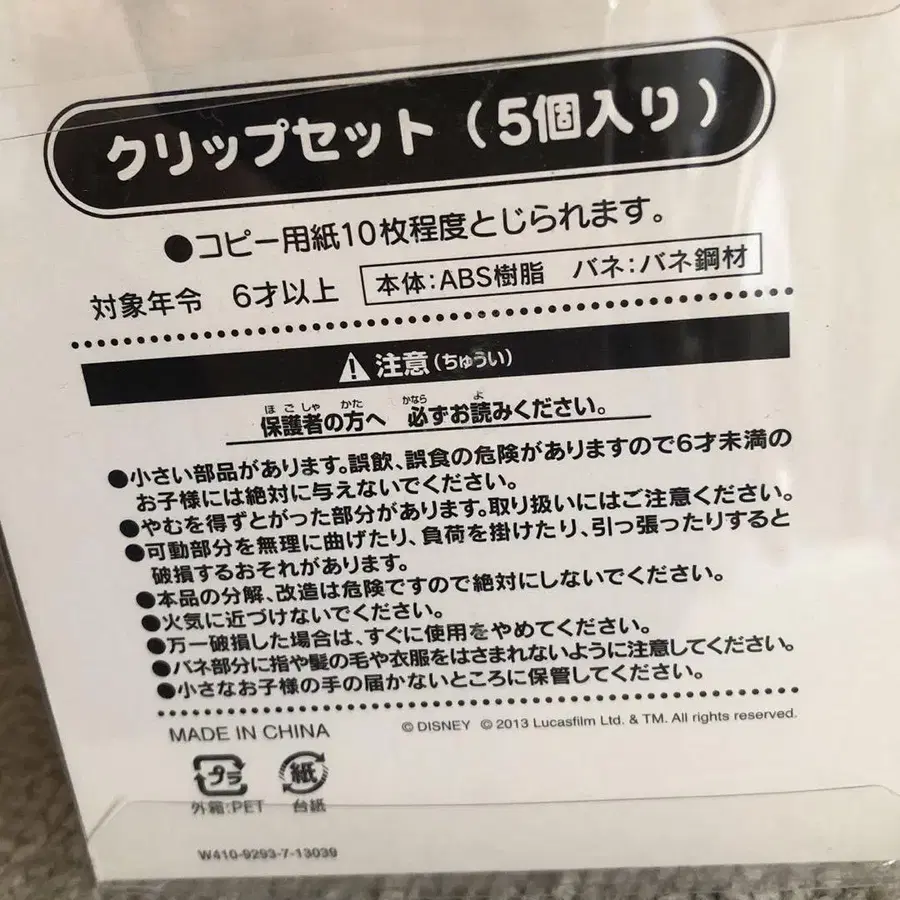 クリップセット（5個入り）
●コピー用紙10枚程度とじられます。
対象年令 6才以上 本体：ABS樹脂 バネ：バネ鋼材
⚠注意（ちゅうい）
ほごしゃ かた かなら よ
保護者の方へ 必ずお読みください。
●小さい部品があります。誤飲、誤食の危険がありますので6才未満の
お子様には絶対に与えないでください。
●やむを得ずとがった部分があります。取り扱いにはご注意ください。
●可動部分を無理に曲げたり、負荷を掛けたり、引っ張ったりすると
破損するおそれがあります。
●本品の分解、改造は危険ですので絶対にしないでください。
●火気に近づけないでください。
●万一破損した場合は、すぐに使用をやめてください。
●バネ部分に指や髪の毛や衣服をはさまれないように注意してください。
●小さなお子様の手の届かないところに保管してください。
MADE IN CHINA © DISNEY © 2013 Lucasfilm Ltd. & TM. All rights reserved.
プラ 紙
外箱：PET 台紙
W410-9293-7-13039